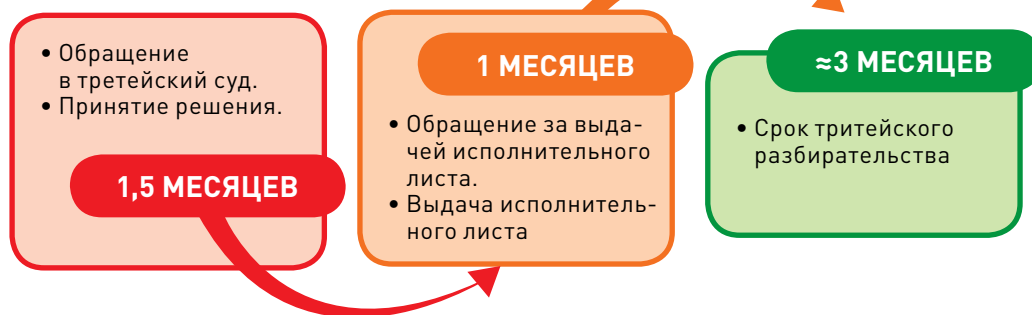 • Обращение
в третейский суд.
• Принятие решения.
1,5 МЕСЯЦЕВ
1 МЕСЯЦЕВ
• Обращение за выда-
чей исполнительного
листа.
• Выдача исполнитель-
ного листа
≈3 МЕСЯЦЕВ
• Срок тритейского
разбирательства